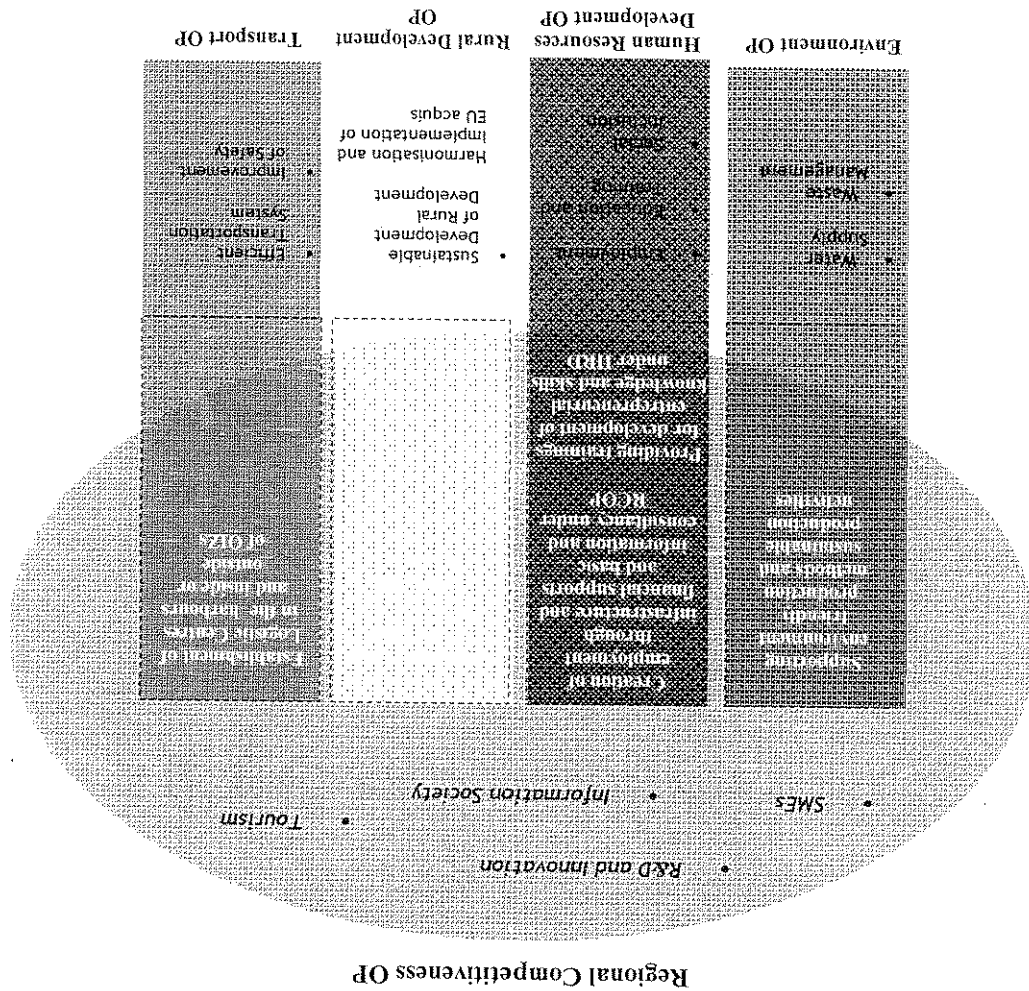 Regional Competitiveness OP
• R&D and Innovation
• SMEs
• Information Society
• Tourism
Supporting
environment
friendly
production
methods and
sustainable
production
activities
• Water
Supply
• Waste
Management
Environment OP
Creation of
employment
through
infrastructure and
financial supports
and basic
information and
consultancy under
RCOP
Providing trainings
for development of
entrepreneurial
knowledge and skills
under HRD
• Employment
• Education and
Training
• Social
Inclusion
Human Resources
Development OP
• Sustainable
Development
of Rural
Development
Harmonisation and
Implementation of
EU acquis
Rural Development
OP
Establishment of
Logistic Centres
in the harbours
and inside or
outside
of OIZs
• Efficient
Transportation
System
• Improvement
of Safety
Transport OP